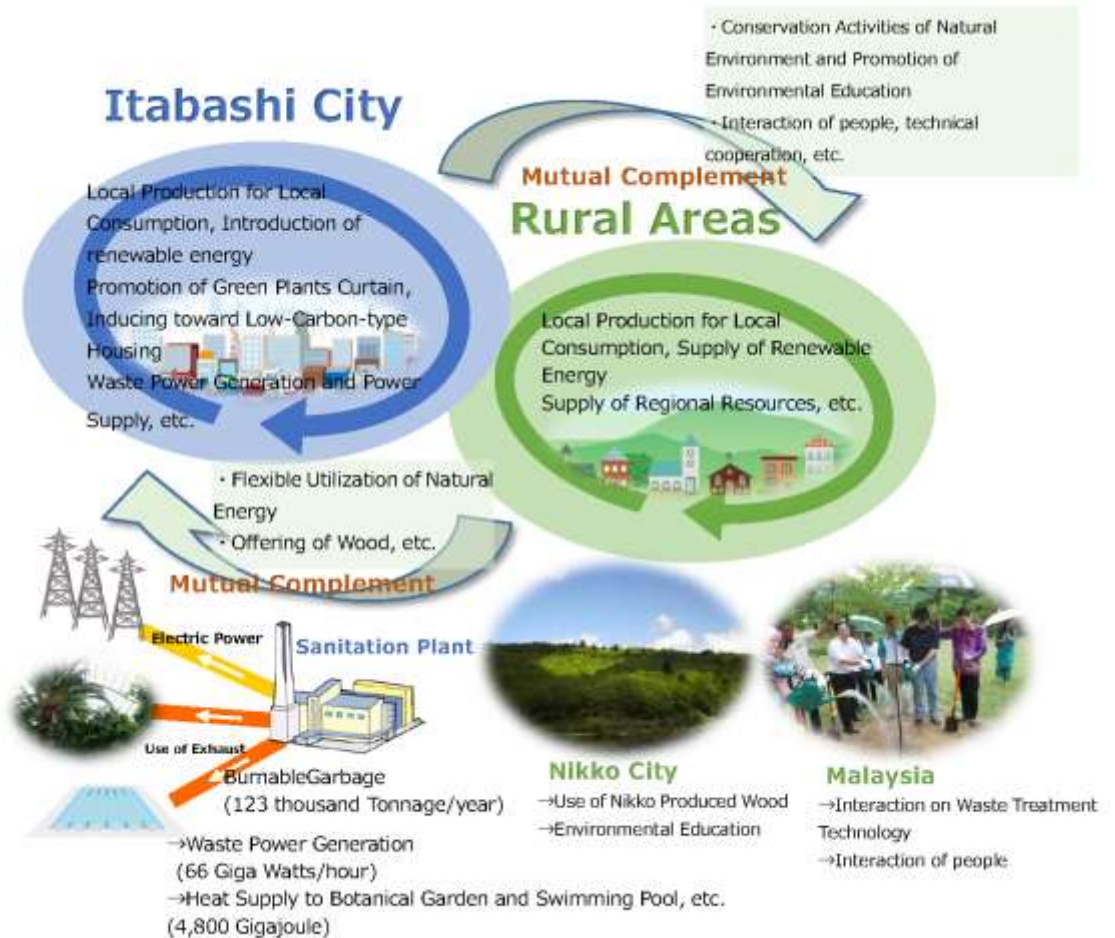 ・Conservation Activities of Natural
Environment and Promotion of
Environmental Education
・Interaction of people, technical
cooperation, etc.
Itabashi City
Mutual Complement
Rural Areas
Local Production for Local
Consumption, Introduction of
renewable energy
Promotion of Green Plants Curtain,
Inducing toward Low-Carbon-type
Housing
Waste Power Generation and Power
Supply, etc.
Local Production for Local
Consumption, Supply of Renewable
Energy
Supply of Regional Resources, etc.
・Flexible Utilization of Natural
Energy
・Offering of Wood, etc.
Mutual Complement
Electric Power
Sanitation Plant
Use of Exhaust
BurnableGarbage
(123 thousand Tonnage/year)
→Waste Power Generation
(66 Giga Watts/hour)
→Heat Supply to Botanical Garden and Swimming Pool, etc.
(4,800 Gigajoule)
Nikko City
→Use of Nikko Produced Wood
→Environmental Education
Malaysia
→Interaction on Waste Treatment
Technology
→Interaction of people